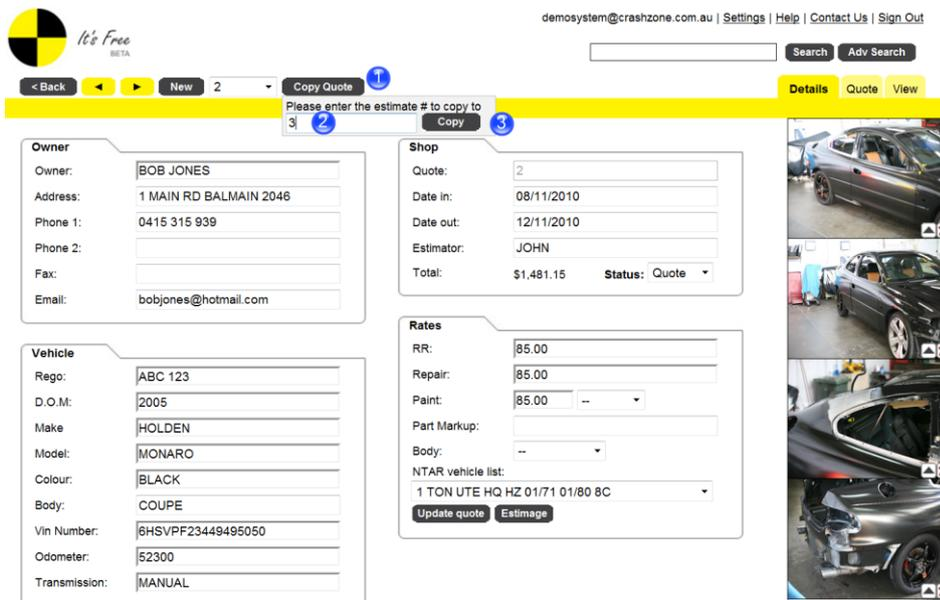 demosystem@crashzone.com.au | Settings | Help | Contact Us | Sign Out
It's Free
BETA
Search Adv Search
< Back New 2 Copy Quote 1 Details Quote View
Please enter the estimate # to copy to
3 2 Copy 3
Owner
Owner: BOB JONES
Address: 1 MAIN RD BALMAIN 2046
Phone 1: 0415 315 939
Phone 2:
Fax:
Email: bobjones@hotmail.com
Vehicle
Rego: ABC 123
D.O.M: 2005
Make HOLDEN
Model: MONARO
Colour: BLACK
Body: COUPE
Vin Number: 6HSVPF23449495050
Odometer: 52300
Transmission: MANUAL
Shop
Quote: 2
Date in: 08/11/2010
Date out: 12/11/2010
Estimator: JOHN
Total: $1,481.15 Status: Quote
Rates
RR: 85.00
Repair: 85.00
Paint: 85.00 --
Part Markup:
Body: --
NTAR vehicle list:
1 TON UTE HQ HZ 01/71 01/80 8C
Update quote Estimage